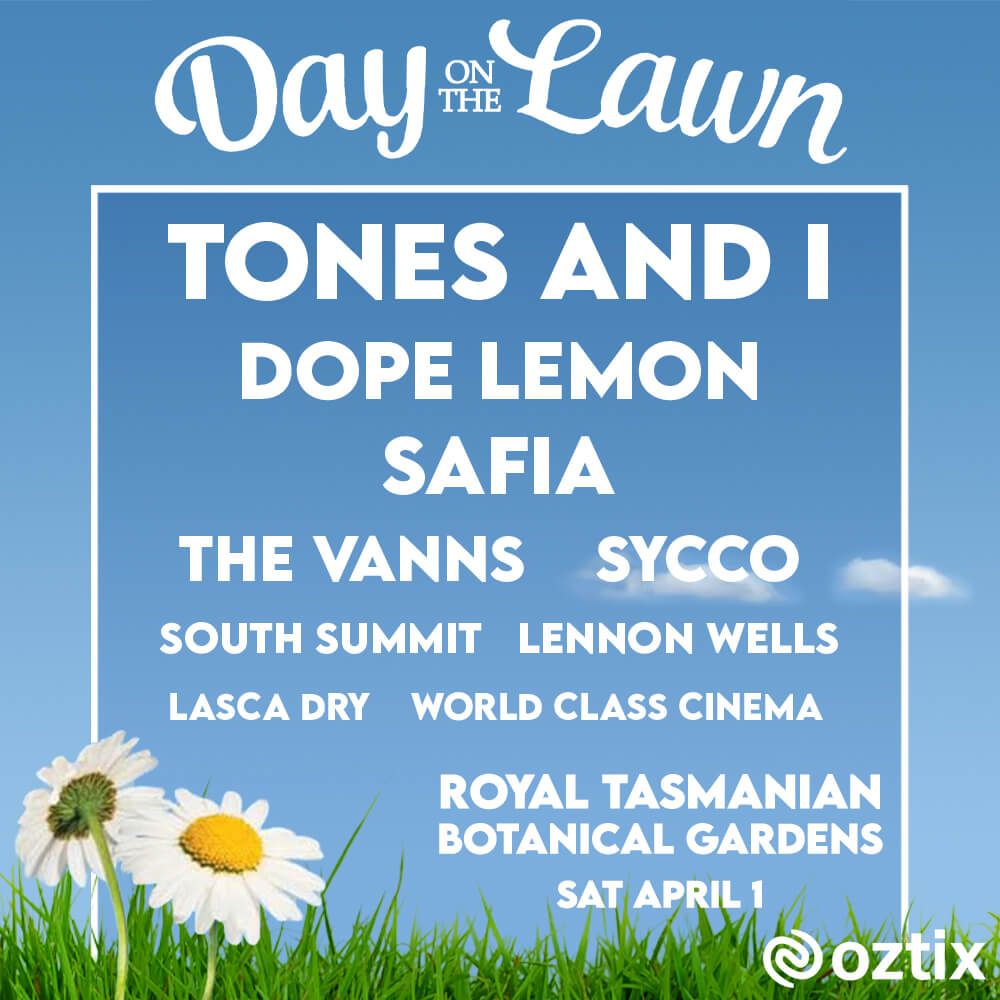 Day ON THE Lawn
TONES AND I
DOPE LEMON
SAFIA
THE VANNS SYCCO
SOUTH SUMMIT LENNON WELLS
LASCA DRY WORLD CLASS CINEMA
ROYAL TASMANIAN
BOTANICAL GARDENS
SAT APRIL 1
oztix